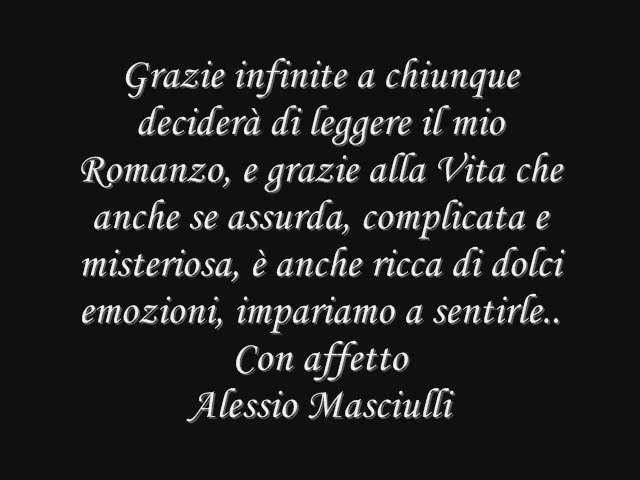 Grazie infinite a chiunque
deciderà di leggere il mio
Romanzo, e grazie alla Vita che
anche se assurda, complicata e
misteriosa, è anche ricca di dolci
emozioni, impariamo a sentirle..
Con affetto
Alessio Masciulli